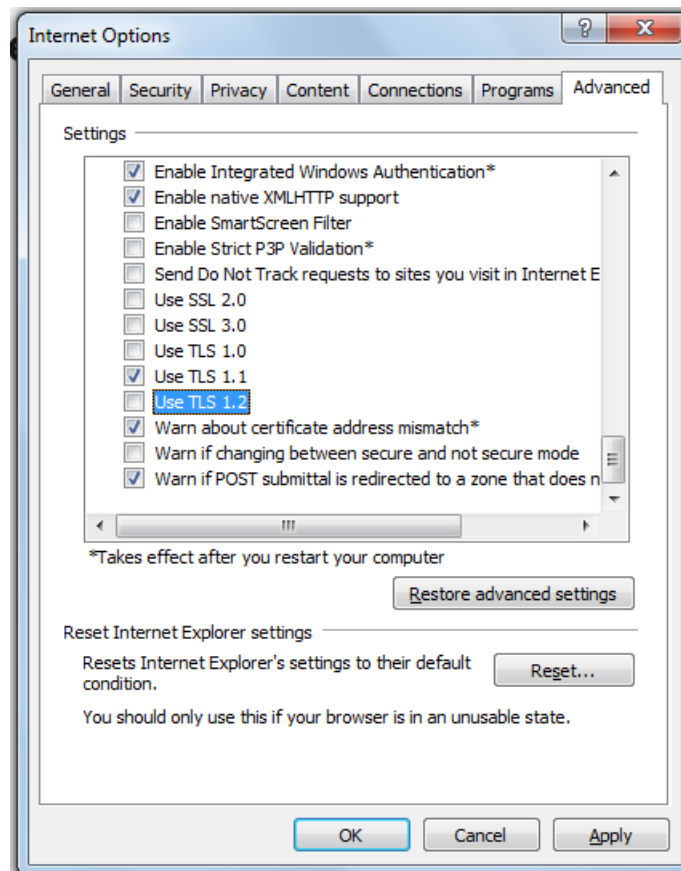 Internet Options
General Security Privacy Content Connections Programs Advanced
Settings
Enable Integrated Windows Authentication*
Enable native XMLHTTP support
Enable SmartScreen Filter
Enable Strict P3P Validation*
Send Do Not Track requests to sites you visit in Internet E
Use SSL 2.0
Use SSL 3.0
Use TLS 1.0
Use TLS 1.1
Use TLS 1.2
Warn about certificate address mismatch*
Warn if changing between secure and not secure mode
Warn if POST submittal is redirected to a zone that does n
*Takes effect after you restart your computer
Restore advanced settings
Reset Internet Explorer settings
Resets Internet Explorer's settings to their default
condition.
Reset...
You should only use this if your browser is in an unusable state.
OK Cancel Apply